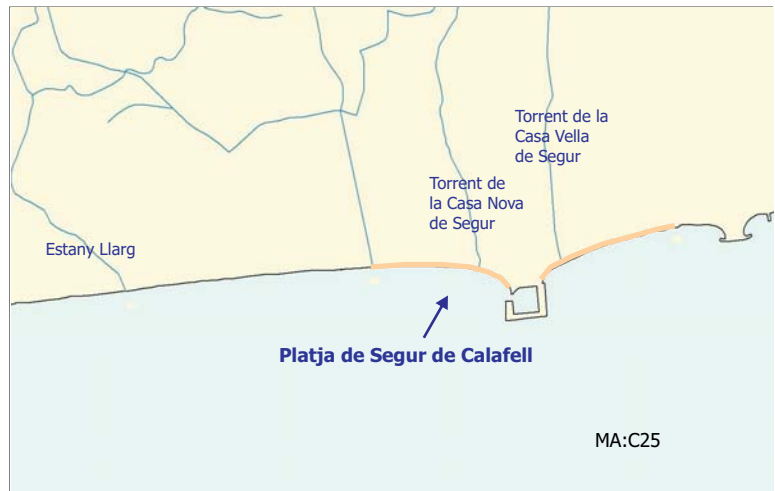 Torrent de la
Casa Vella
de Segur
Torrent de
la Casa Nova
de Segur
Estany Llarg
Platja de Segur de Calafell
MA:C25